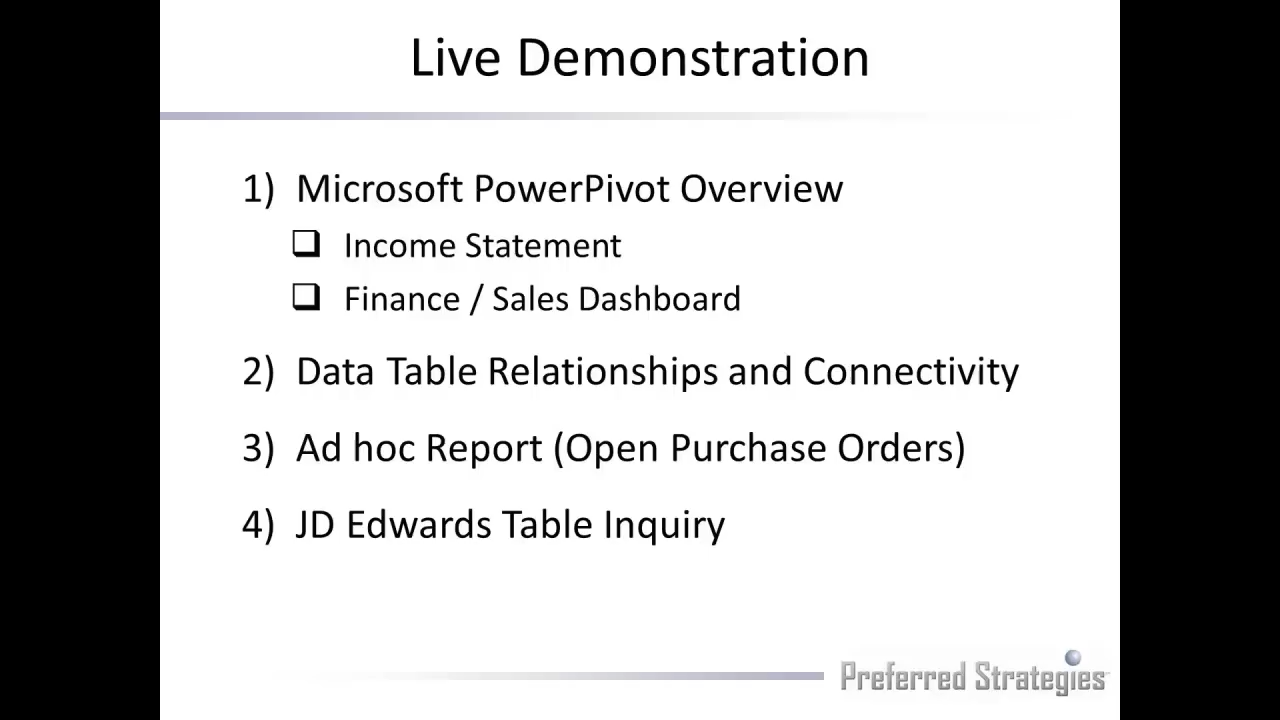 Live Demonstration
1) Microsoft PowerPivot Overview
❑ Income Statement
❑ Finance / Sales Dashboard
2) Data Table Relationships and Connectivity
3) Ad hoc Report (Open Purchase Orders)
4) JD Edwards Table Inquiry
Preferred Strategies